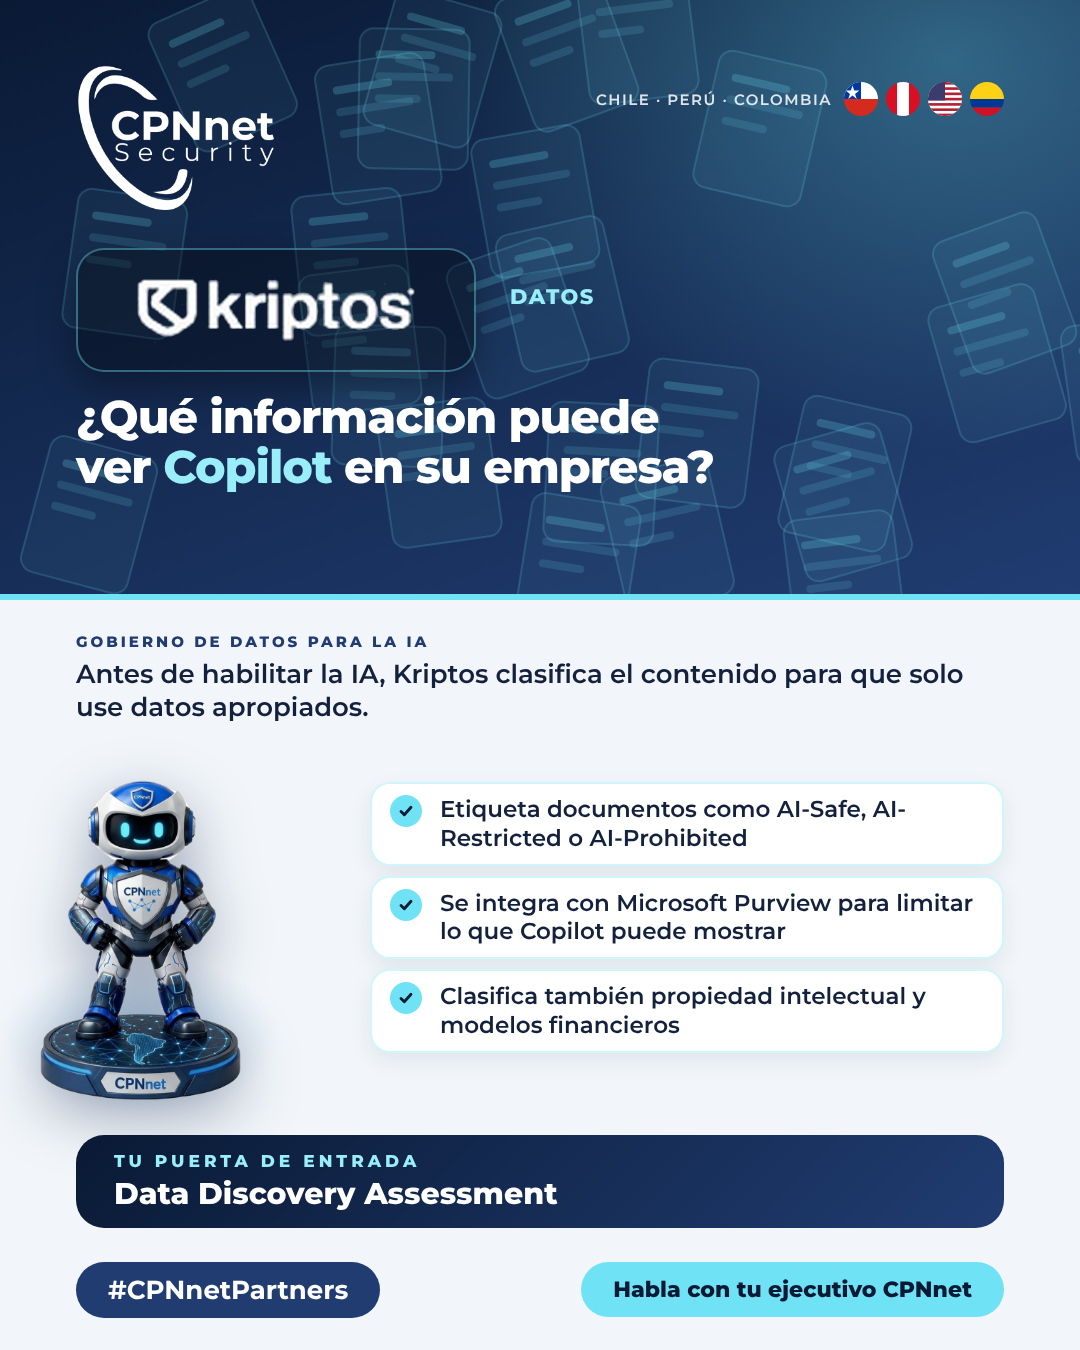 CPNnet
Security
CHILE · PERÚ · COLOMBIA
kriptos
DATOS
¿Qué información puede
ver Copilot en su empresa?
GOBIERNO DE DATOS PARA LA IA
Antes de habilitar la IA, Kriptos clasifica el contenido para que solo
use datos apropiados.
CPNnet
CPNnet
CPNnet
Etiqueta documentos como AI-Safe, AI-
Restricted o AI-Prohibited
Se integra con Microsoft Purview para limitar
lo que Copilot puede mostrar
Clasifica también propiedad intelectual y
modelos financieros
TU PUERTA DE ENTRADA
Data Discovery Assessment
#CPNnetPartners
Habla con tu ejecutivo CPNnet